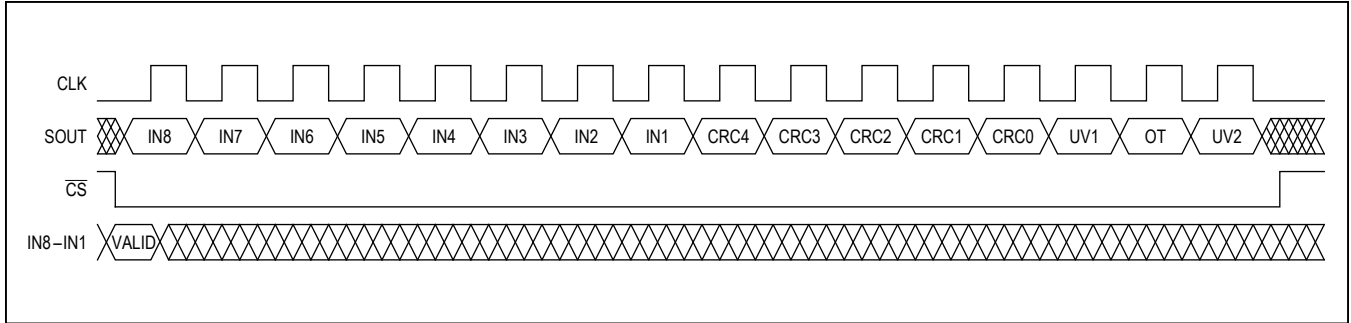 CLK
SOUT IN8 IN7 IN6 IN5 IN4 IN3 IN2 IN1 CRC4 CRC3 CRC2 CRC1 CRC0 UV1 OT UV2
CS
IN8–IN1 VALID